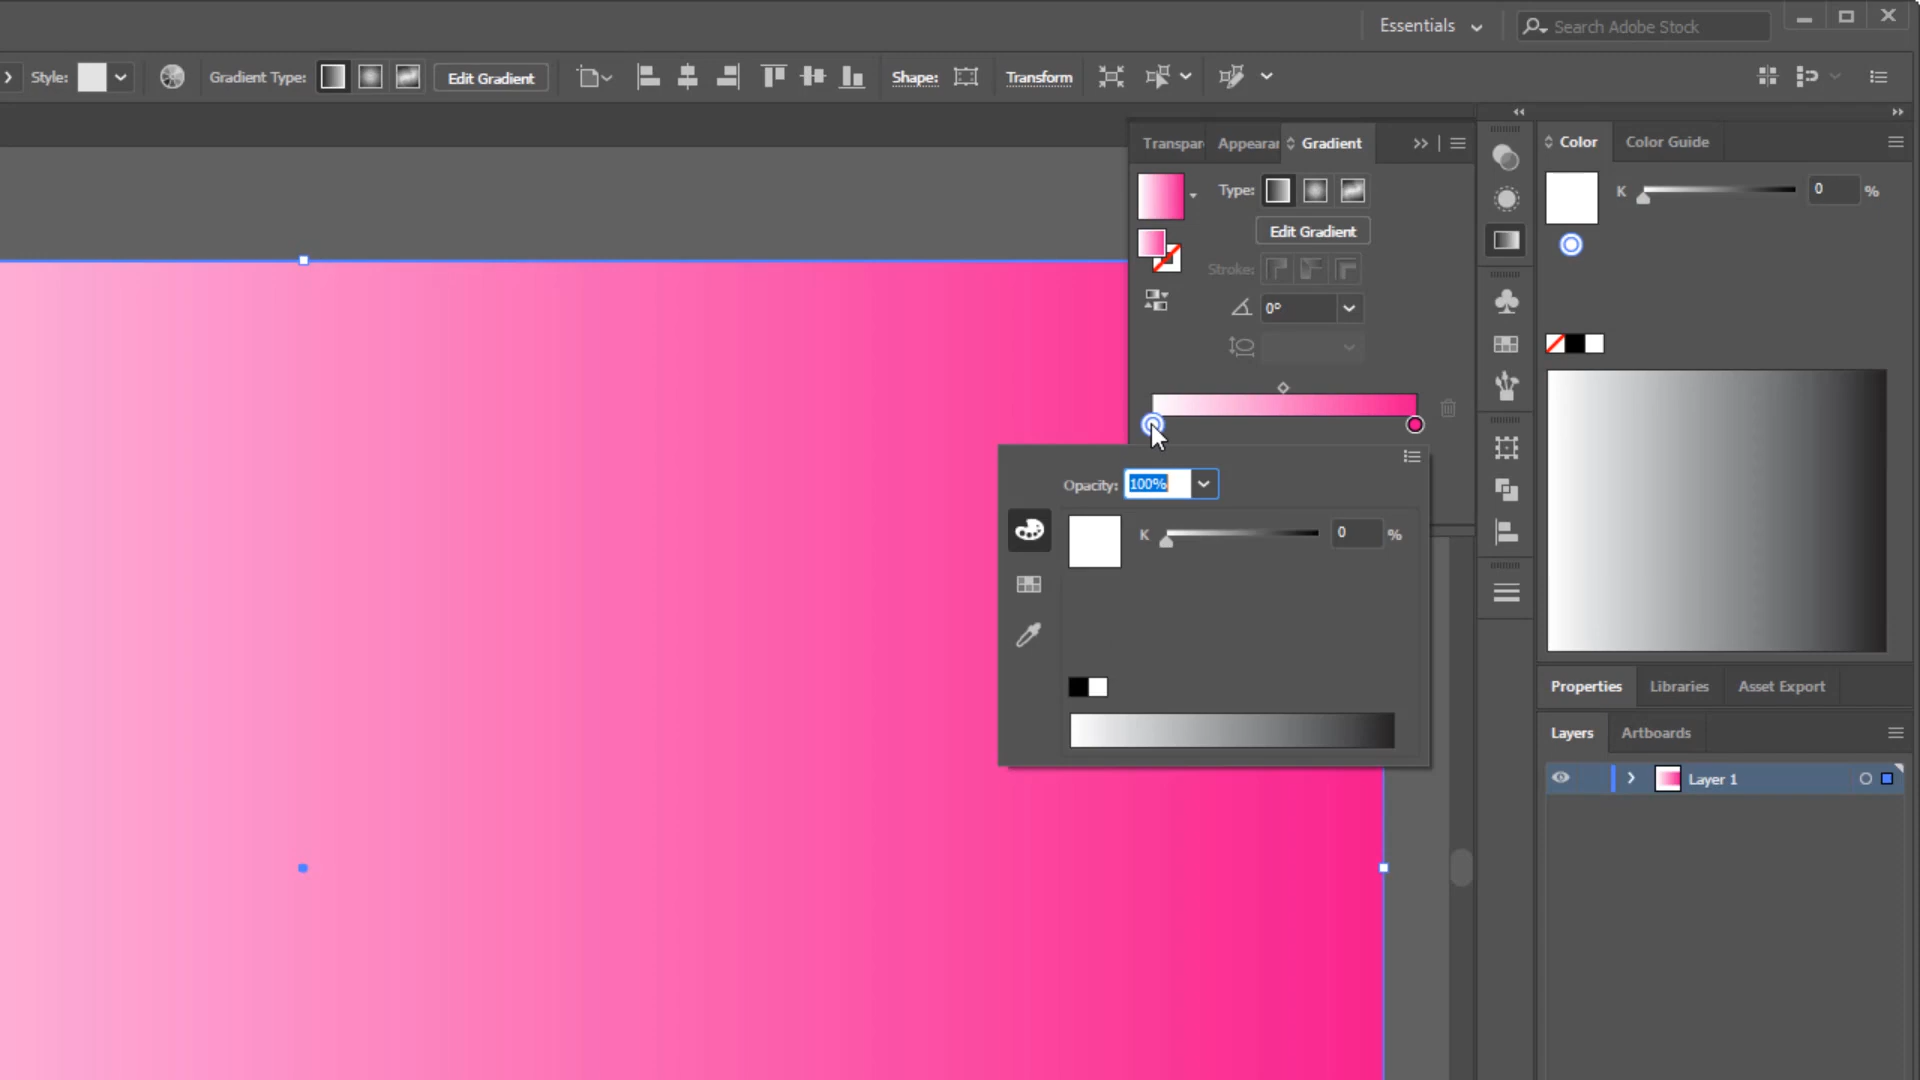 Essentials
Search Adobe Stock
Style:
Gradient Type:
Edit Gradient
Shape:
Transform
Transpar
Appearar
Gradient
Color
Color Guide
Type:
K
0
%
Edit Gradient
Stroke:
0°
Opacity:
100%
K
0
%
Properties
Libraries
Asset Export
Layers
Artboards
Layer 1